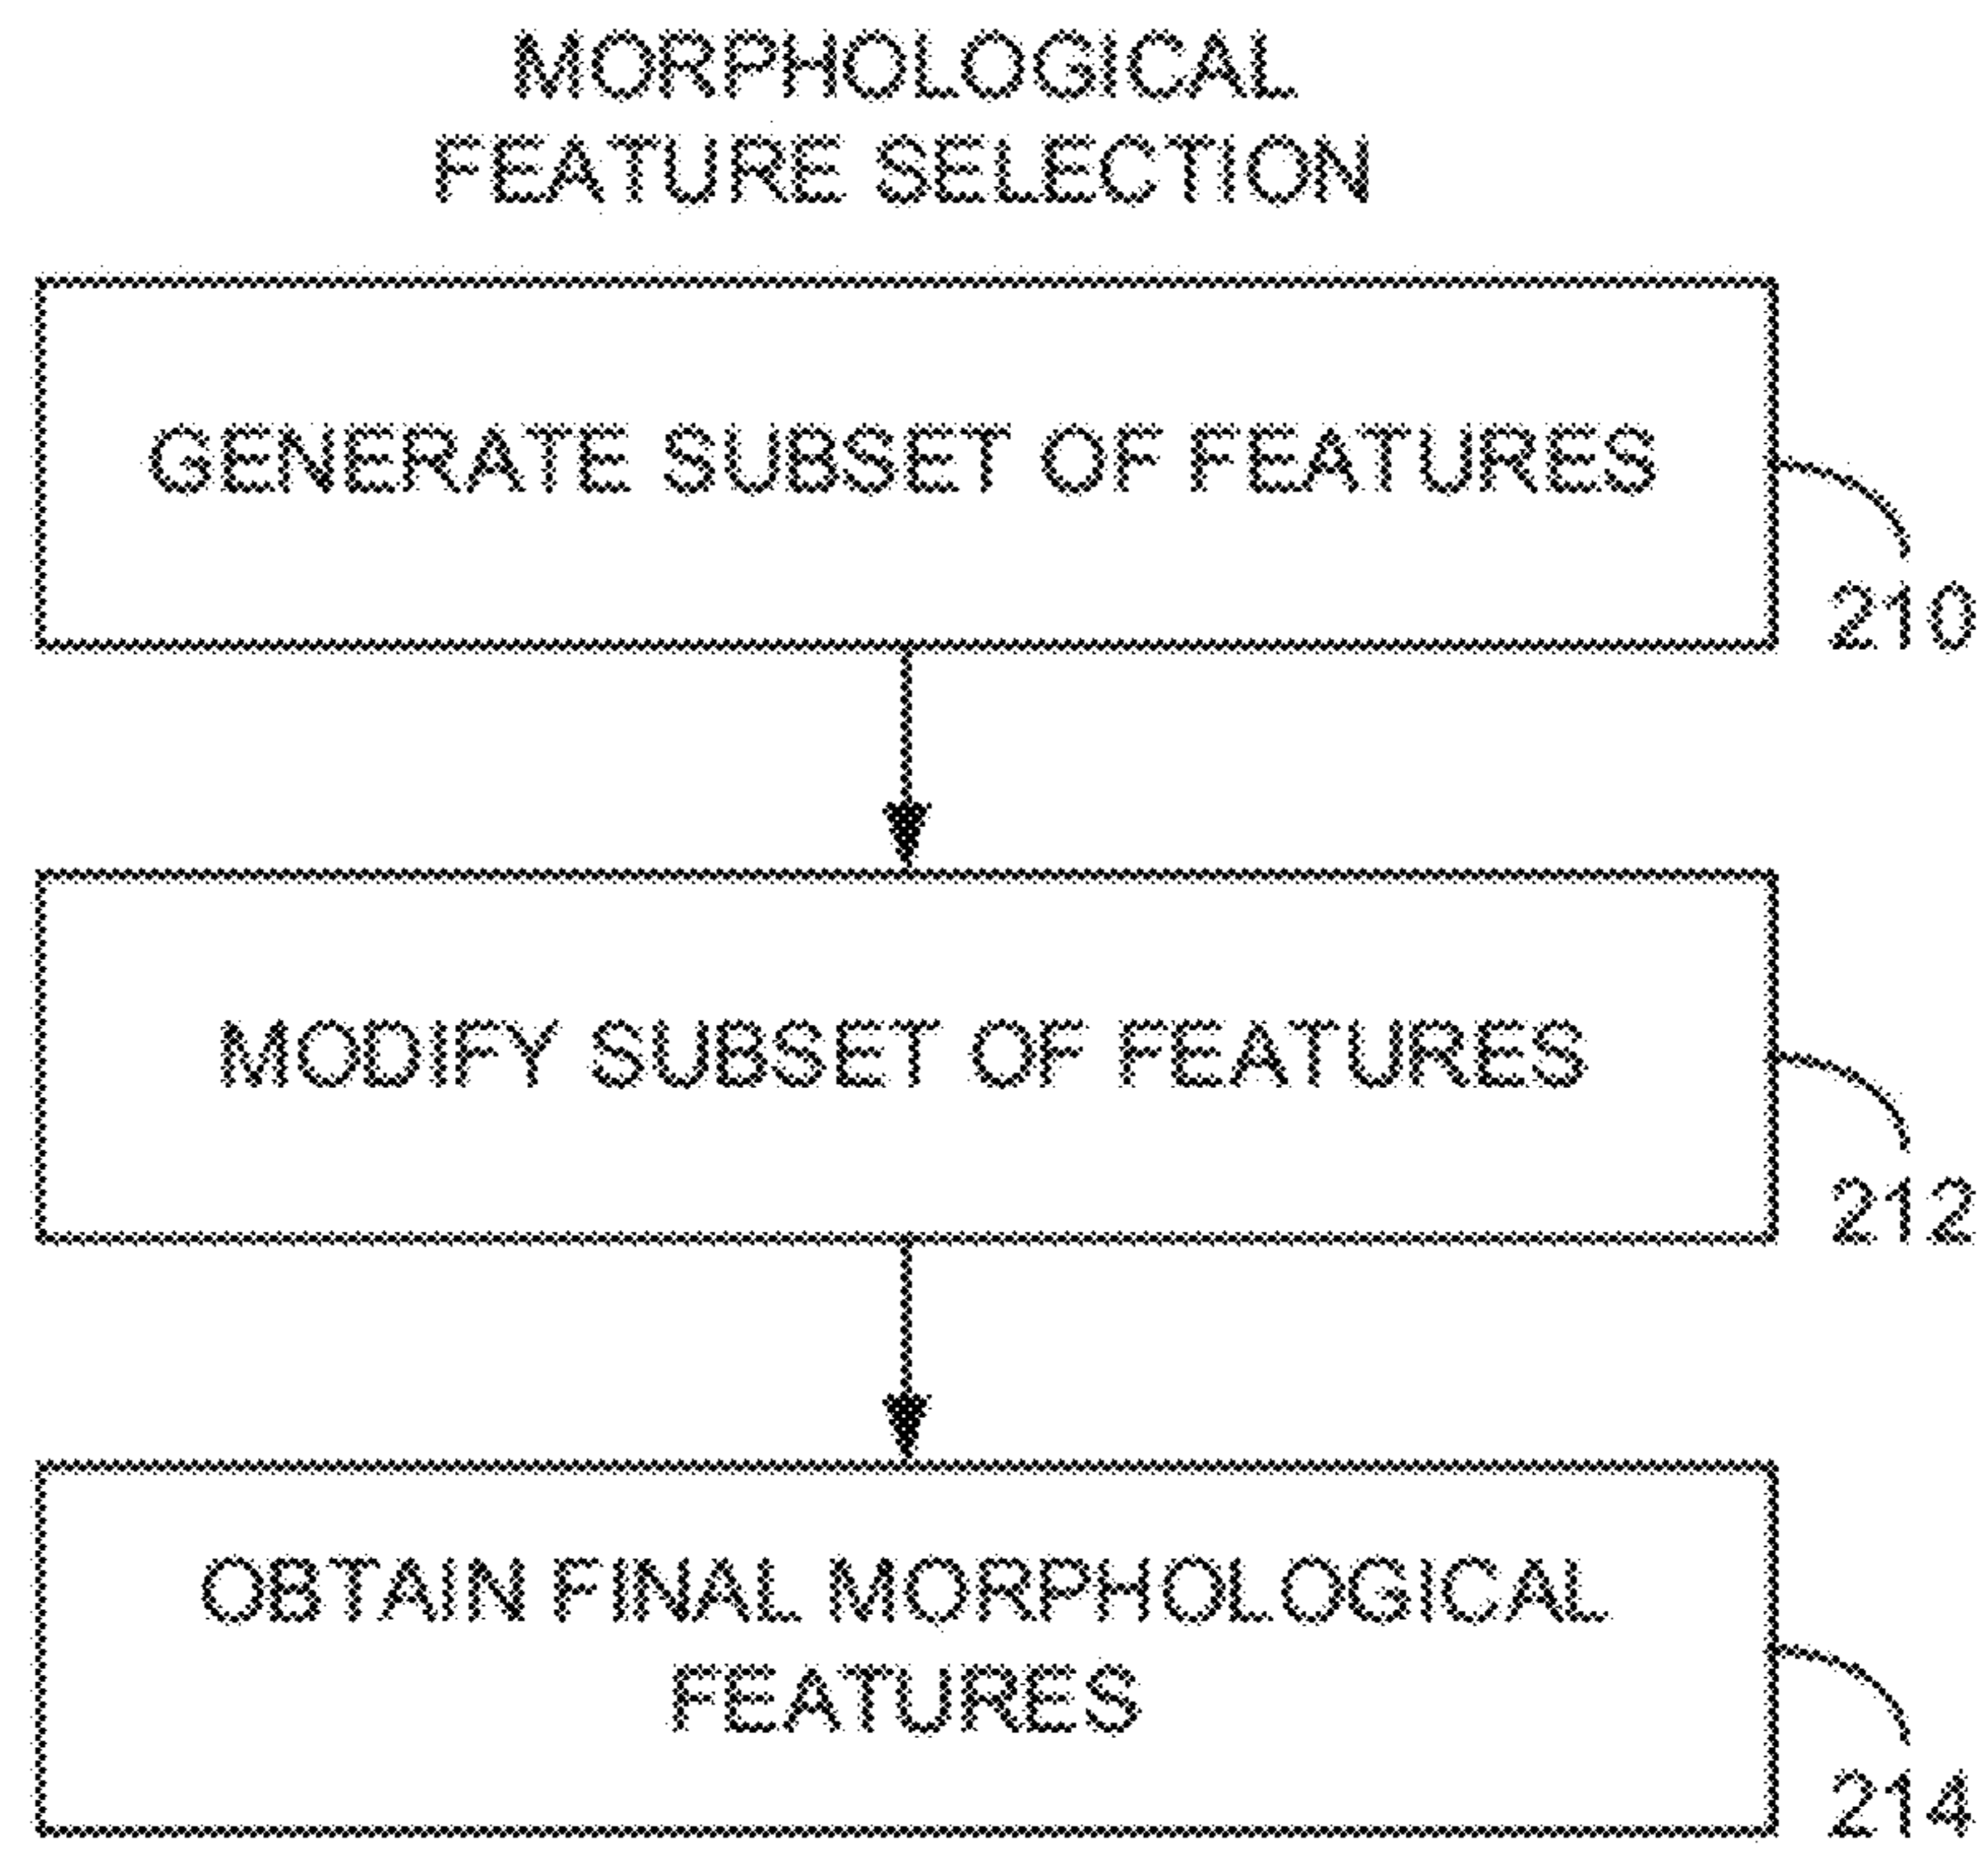 MORPHOLOGICAL
FEATURE SELECTION
GENERATE SUBSET OF FEATURES
210
MODIFY SUBSET OF FEATURES
212
OBTAIN FINAL MORPHOLOGICAL
FEATURES
214